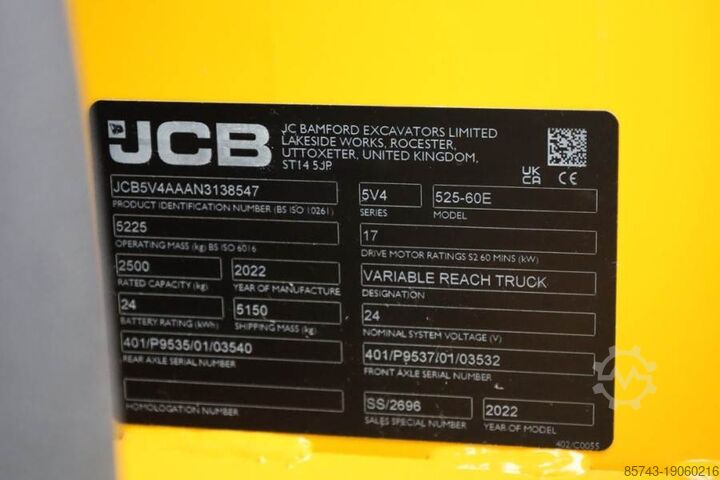 JCB
JC BAMFORD EXCAVATORS LIMITED
LAKESIDE WORKS, ROCESTER,
UTTOXETER, UNITED KINGDOM,
ST14 5JP
UK
CA CE
JCB5V4AAAN3138547
PRODUCT IDENTIFICATION NUMBER (BS ISO 10261)
5V4 525-60E
SERIES MODEL
5225
OPERATING MASS (kg) BS ISO 6016
17
DRIVE MOTOR RATINGS S2 60 MINS (kW)
2500 2022
RATED CAPACITY (kg) YEAR OF MANUFACTURE
VARIABLE REACH TRUCK
DESIGNATION
24 5150
BATTERY RATING (kWh) SHIPPING MASS (kg)
24
NOMINAL SYSTEM VOLTAGE (V)
401/P9535/01/03540
REAR AXLE SERIAL NUMBER
401/P9537/01/03532
FRONT AXLE SERIAL NUMBER
HOMOLOGATION NUMBER
SS/2696 2022
SALES SPECIAL NUMBER YEAR OF MODEL
402/C0055
85743-19060216